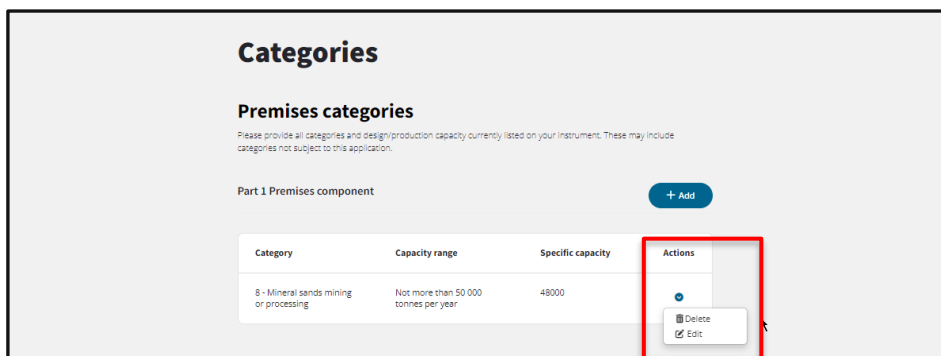 Categories
Premises categories
Please provide all categories and design/production capacity currently listed on your instrument. These may include
categories not subject to this application.
Part 1 Premises component
+ Add
Category Capacity range Specific capacity Actions
8 - Mineral sands mining Not more than 50 000 48000
or processing tonnes per year
Delete
Edit